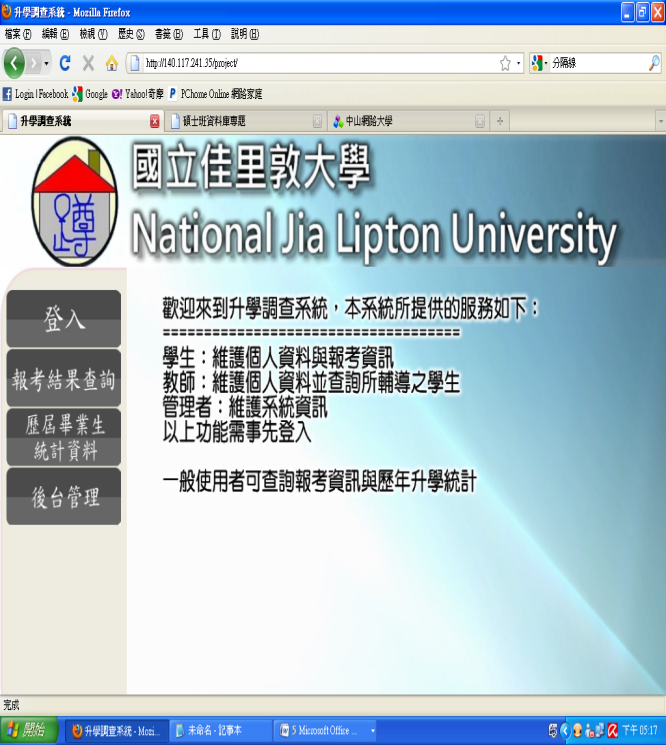 升學調查系統 - Mozilla Firefox
檔案(F) 編輯(E) 檢視(V) 歷史(S) 書籤(B) 工具(T) 說明(H)
http://140.117.241.35/project/
分隔線
Login | Facebook Google Yahoo!奇摩 PChome Online 網路家庭
升學調查系統 碩士班資料庫專題 中山網路大學
國立佳里敦大學
National Jia Lipton University
登入
報考結果查詢
歷屆畢業生
統計資料
後台管理
歡迎來到升學調查系統，本系統所提供的服務如下：
====================================
學生：維護個人資料與報考資訊
教師：維護個人資料並查詢所輔導之學生
管理者：維護系統資訊
以上功能需事先登入
一般使用者可查詢報考資訊與歷年升學統計
完成
開始 升學調查系統 - Mozi... 未命名 - 記事本 5 Microsoft Office ... 下午 05:17